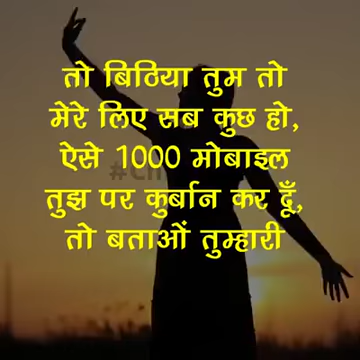 तो बिठिया तुम तो
मेरे लिए सब कुछ हो,
ऐसे 1000 मोबाइल
तुझ पर कुर्बान कर दूँ,
तो बताओं तुम्हारी